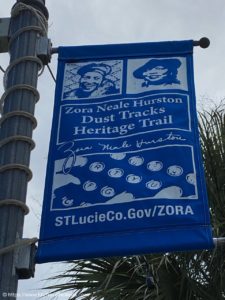 Zora Neale Hurston
Dust Tracks
Heritage Trail
Zora Neale Hurston
STLucieCo.Gov/ZORA